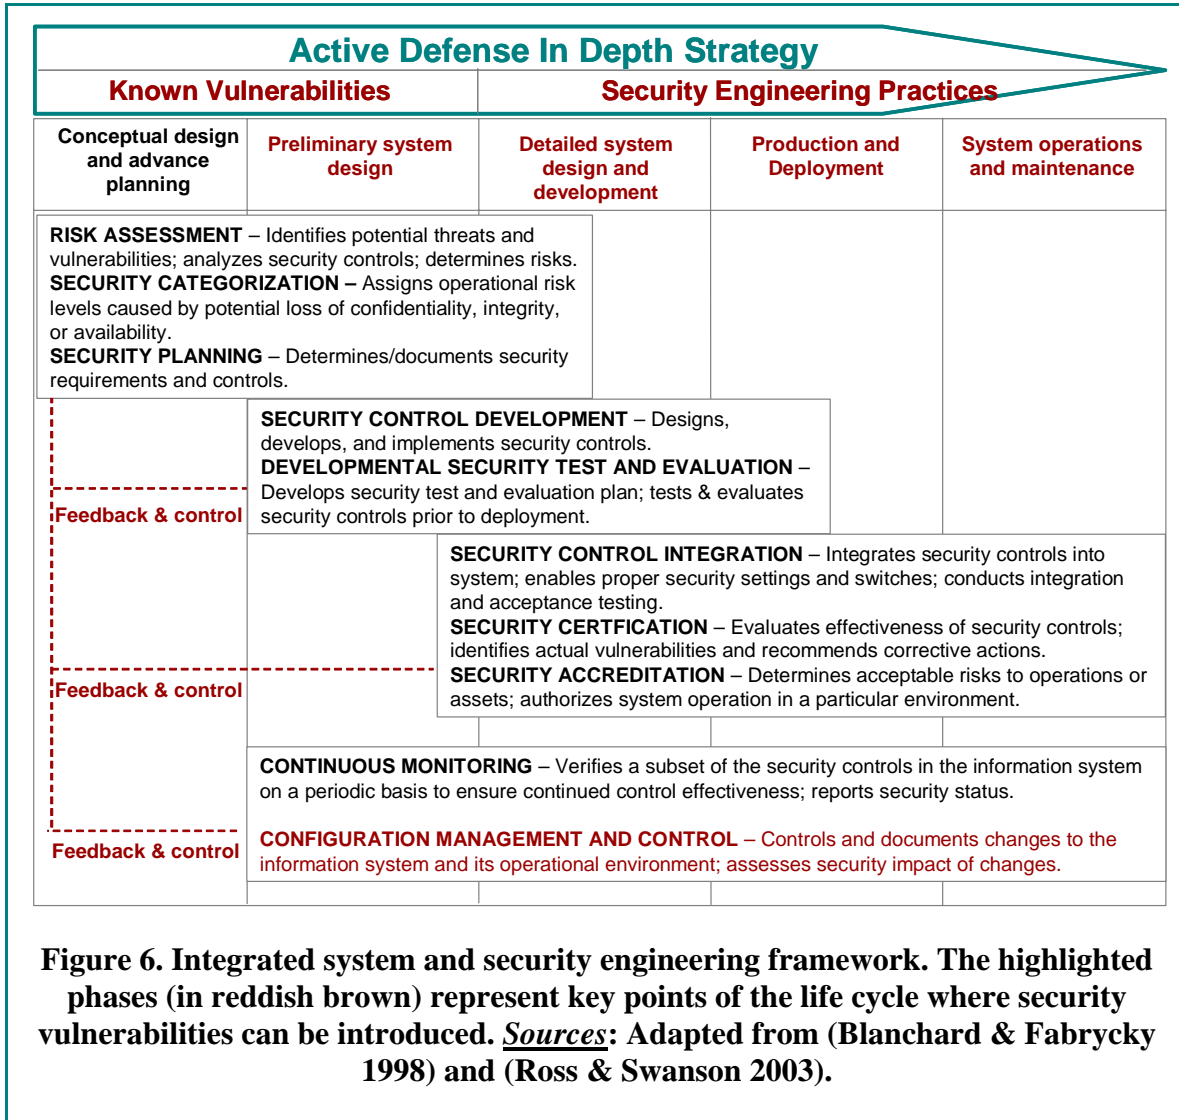 Active Defense In Depth Strategy
Known Vulnerabilities
Security Engineering Practices
Conceptual design
and advance
planning
Preliminary system
design
Detailed system
design and
development
Production and
Deployment
System operations
and maintenance
RISK ASSESSMENT – Identifies potential threats and
vulnerabilities; analyzes security controls; determines risks.
SECURITY CATEGORIZATION – Assigns operational risk
levels caused by potential loss of confidentiality, integrity,
or availability.
SECURITY PLANNING – Determines/documents security
requirements and controls.
SECURITY CONTROL DEVELOPMENT – Designs,
develops, and implements security controls.
DEVELOPMENTAL SECURITY TEST AND EVALUATION –
Develops security test and evaluation plan; tests & evaluates
security controls prior to deployment.
Feedback & control
SECURITY CONTROL INTEGRATION – Integrates security controls into
system; enables proper security settings and switches; conducts integration
and acceptance testing.
SECURITY CERTFICATION – Evaluates effectiveness of security controls;
identifies actual vulnerabilities and recommends corrective actions.
SECURITY ACCREDITATION – Determines acceptable risks to operations or
assets; authorizes system operation in a particular environment.
Feedback & control
CONTINUOUS MONITORING – Verifies a subset of the security controls in the information system
on a periodic basis to ensure continued control effectiveness; reports security status.
CONFIGURATION MANAGEMENT AND CONTROL – Controls and documents changes to the
information system and its operational environment; assesses security impact of changes.
Feedback & control
Figure 6. Integrated system and security engineering framework. The highlighted
phases (in reddish brown) represent key points of the life cycle where security
vulnerabilities can be introduced. Sources: Adapted from (Blanchard & Fabrycky
1998) and (Ross & Swanson 2003).